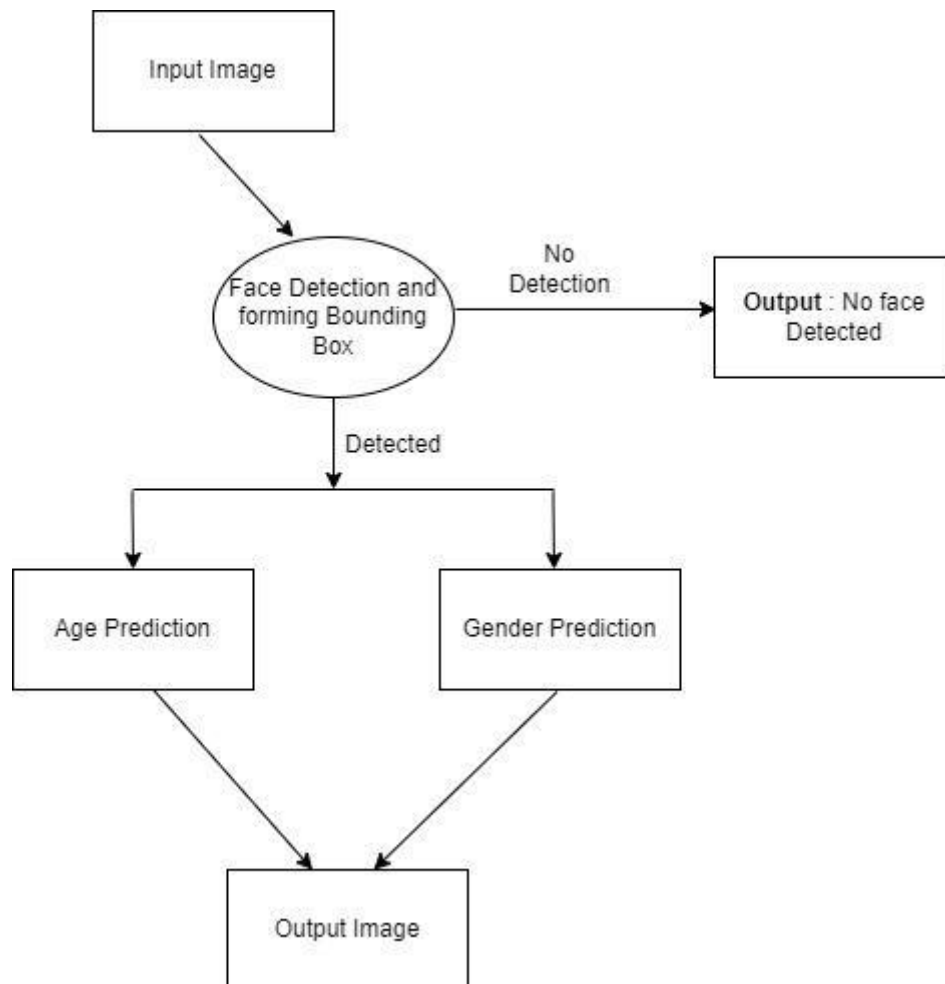 Input Image
No
Detection
Face Detection and
forming Bounding
Box
Output : No face
Detected
Detected
Age Prediction
Gender Prediction
Output Image